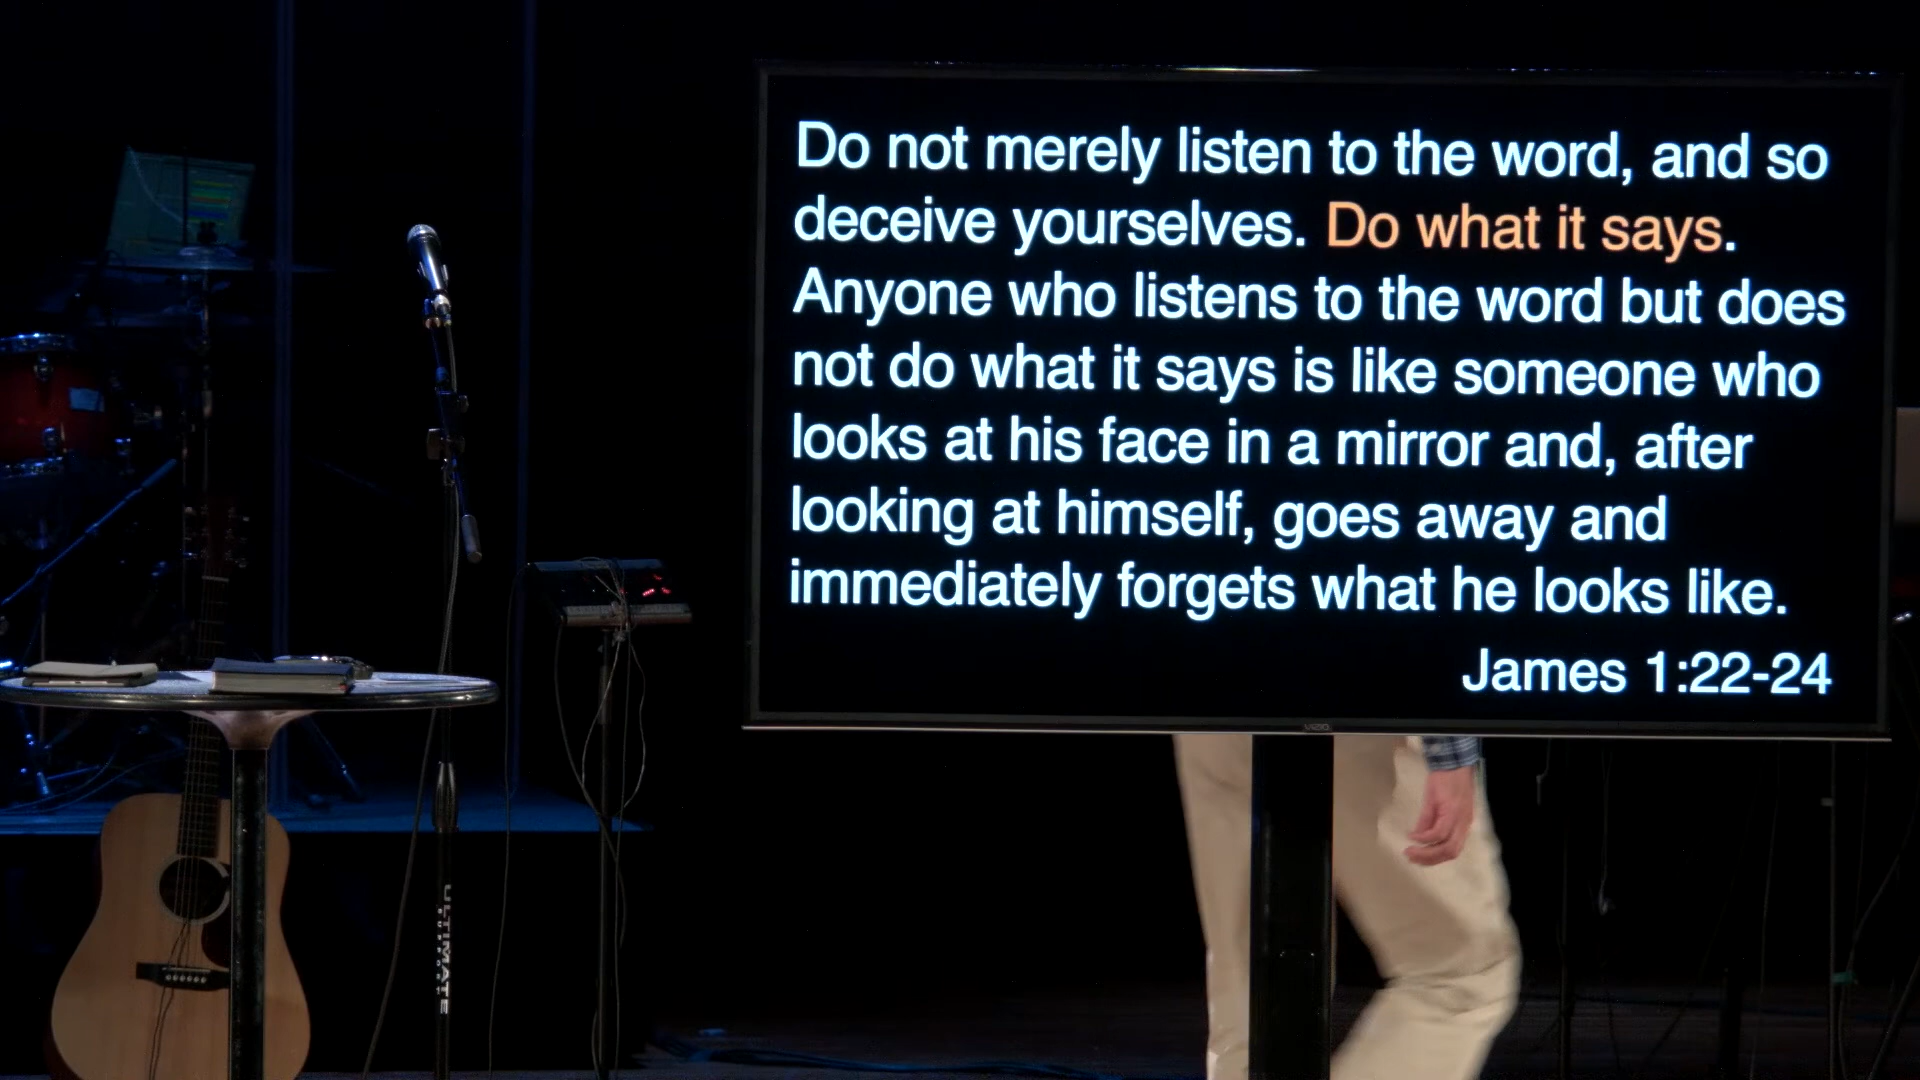 Do not merely listen to the word, and so
deceive yourselves. Do what it says.
Anyone who listens to the word but does
not do what it says is like someone who
looks at his face in a mirror and, after
looking at himself, goes away and
immediately forgets what he looks like.
James 1:22-24
VIZIO
ULTIMATE